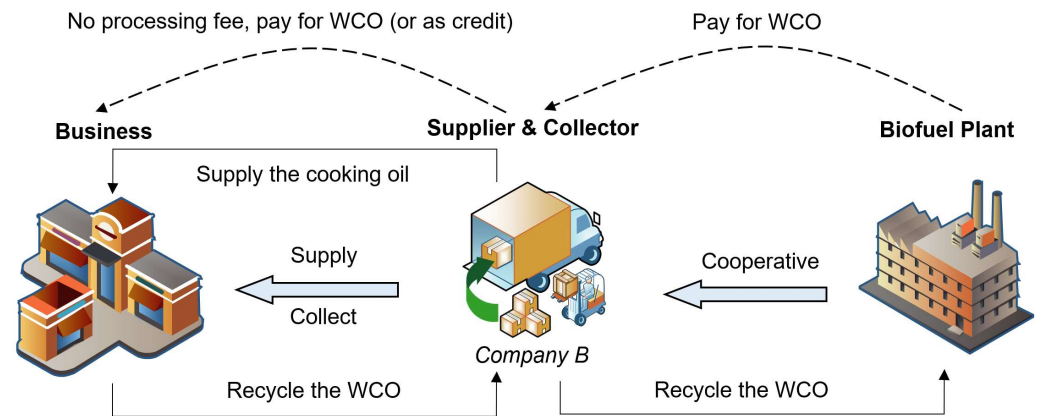 No processing fee, pay for WCO (or as credit)
Pay for WCO
Business
Supplier & Collector
Biofuel Plant
Supply the cooking oil
Supply
Collect
Cooperative
Company B
Recycle the WCO
Recycle the WCO